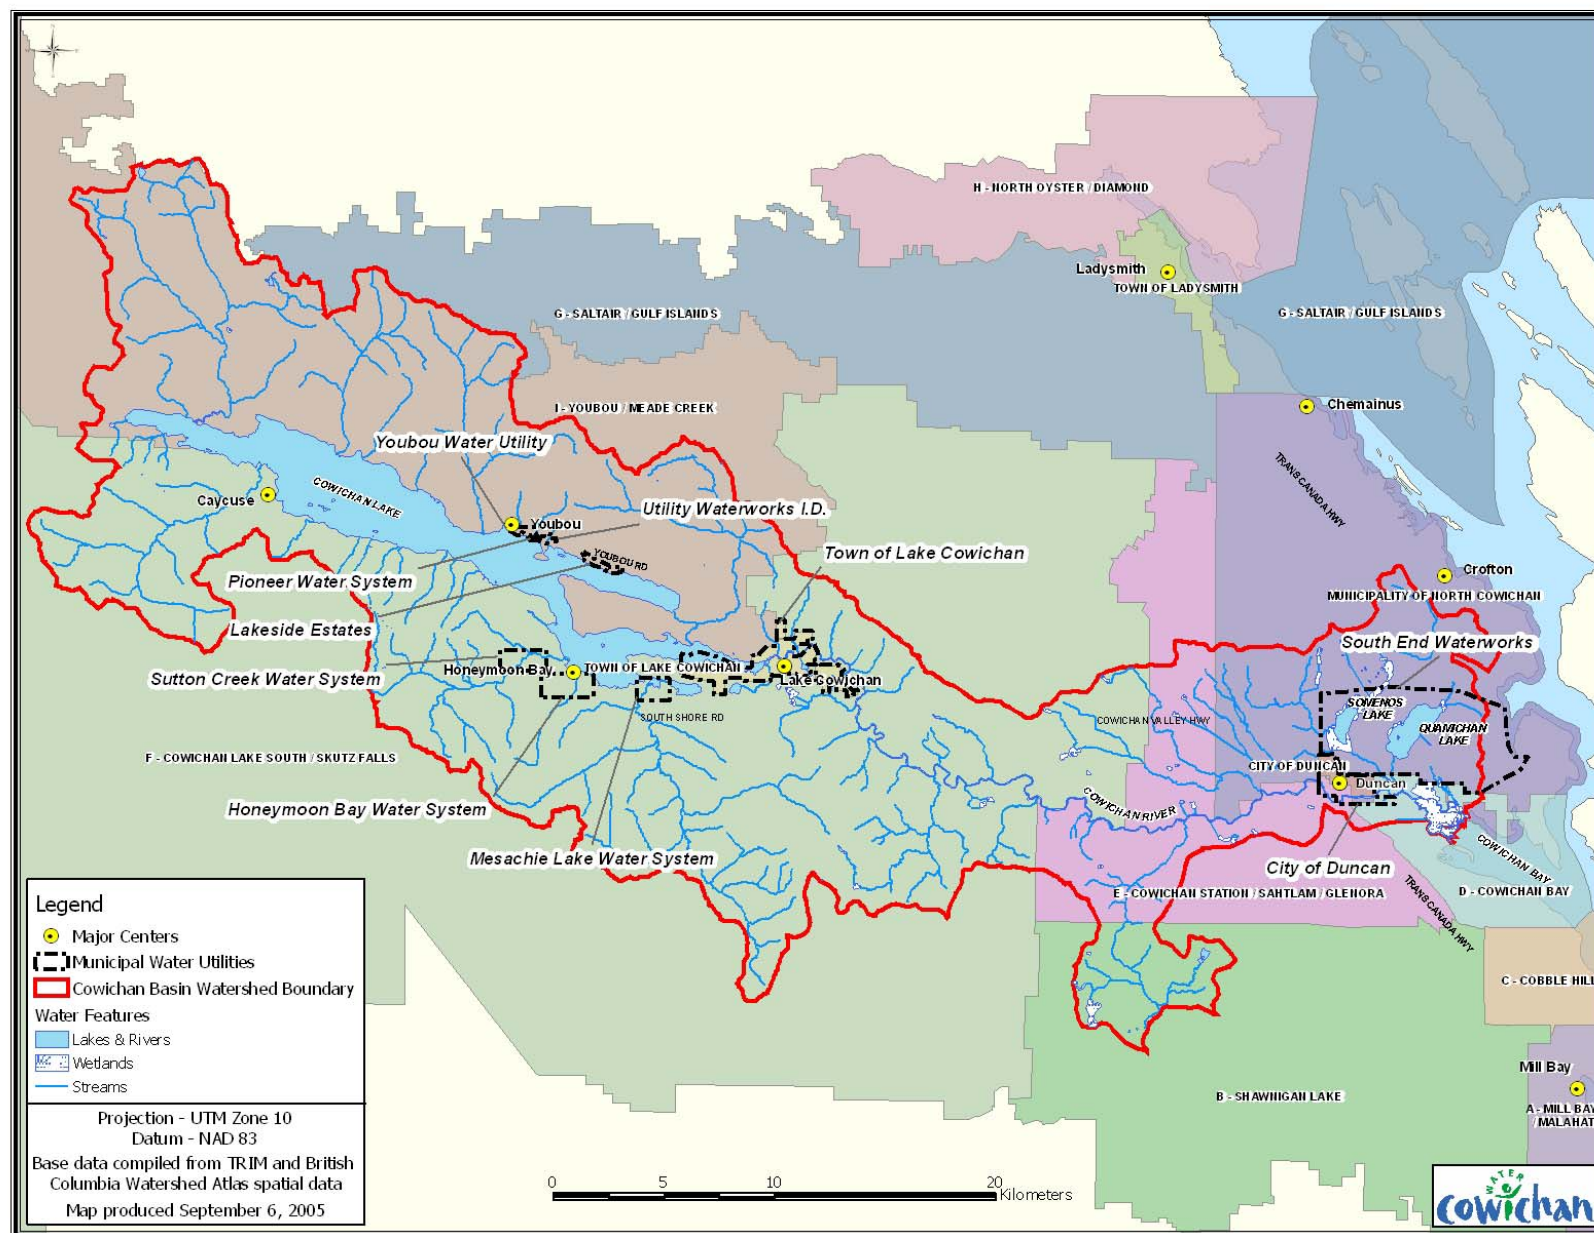 H - NORTH OYSTER / DIAMOND
Ladysmith
TOWN OF LADYSMITH
G - SALTAIR / GULF ISLANDS
G - SALTAIR / GULF ISLANDS
I - YOUBOU / MEADE CREEK
Chemainus
Youbou Water Utility
TRANS CANADA HWY
Caycuse
COWICHAN LAKE
Utility Waterworks I.D.
Youbou
YOUBOU RD
Town of Lake Cowichan
Pioneer Water System
Crofton
MUNICIPALITY OF NORTH COWICHAN
Lakeside Estates
South End Waterworks
Honeymoon Bay
TOWN OF LAKE COWICHAN
Lake Cowichan
Sutton Creek Water System
SOMENOS
LAKE
QUAMICHAN
LAKE
SOUTH SHORE RD
COWICHAN VALLEY HWY
F - COWICHAN LAKE SOUTH / SKUTZ FALLS
CITY OF DUNCAN
Duncan
Honeymoon Bay Water System
COWICHAN RIVER
Mesachie Lake Water System
City of Duncan
COWICHAN BAY
E - COWICHAN STATION / SAHTLAM / GLENORA
D - COWICHAN BAY
TRANS CANADA HWY
C - COBBLE HILL
Mill Bay
B - SHAWNIGAN LAKE
A - MILL BAY
/ MALAHAT
Legend
Major Centers
Municipal Water Utilities
Cowichan Basin Watershed Boundary
Water Features
Lakes & Rivers
Wetlands
Streams
Projection - UTM Zone 10
Datum - NAD 83
Base data compiled from TRIM and British
Columbia Watershed Atlas spatial data
Map produced September 6, 2005
0 5 10 20
Kilometers
WATER
cowichan